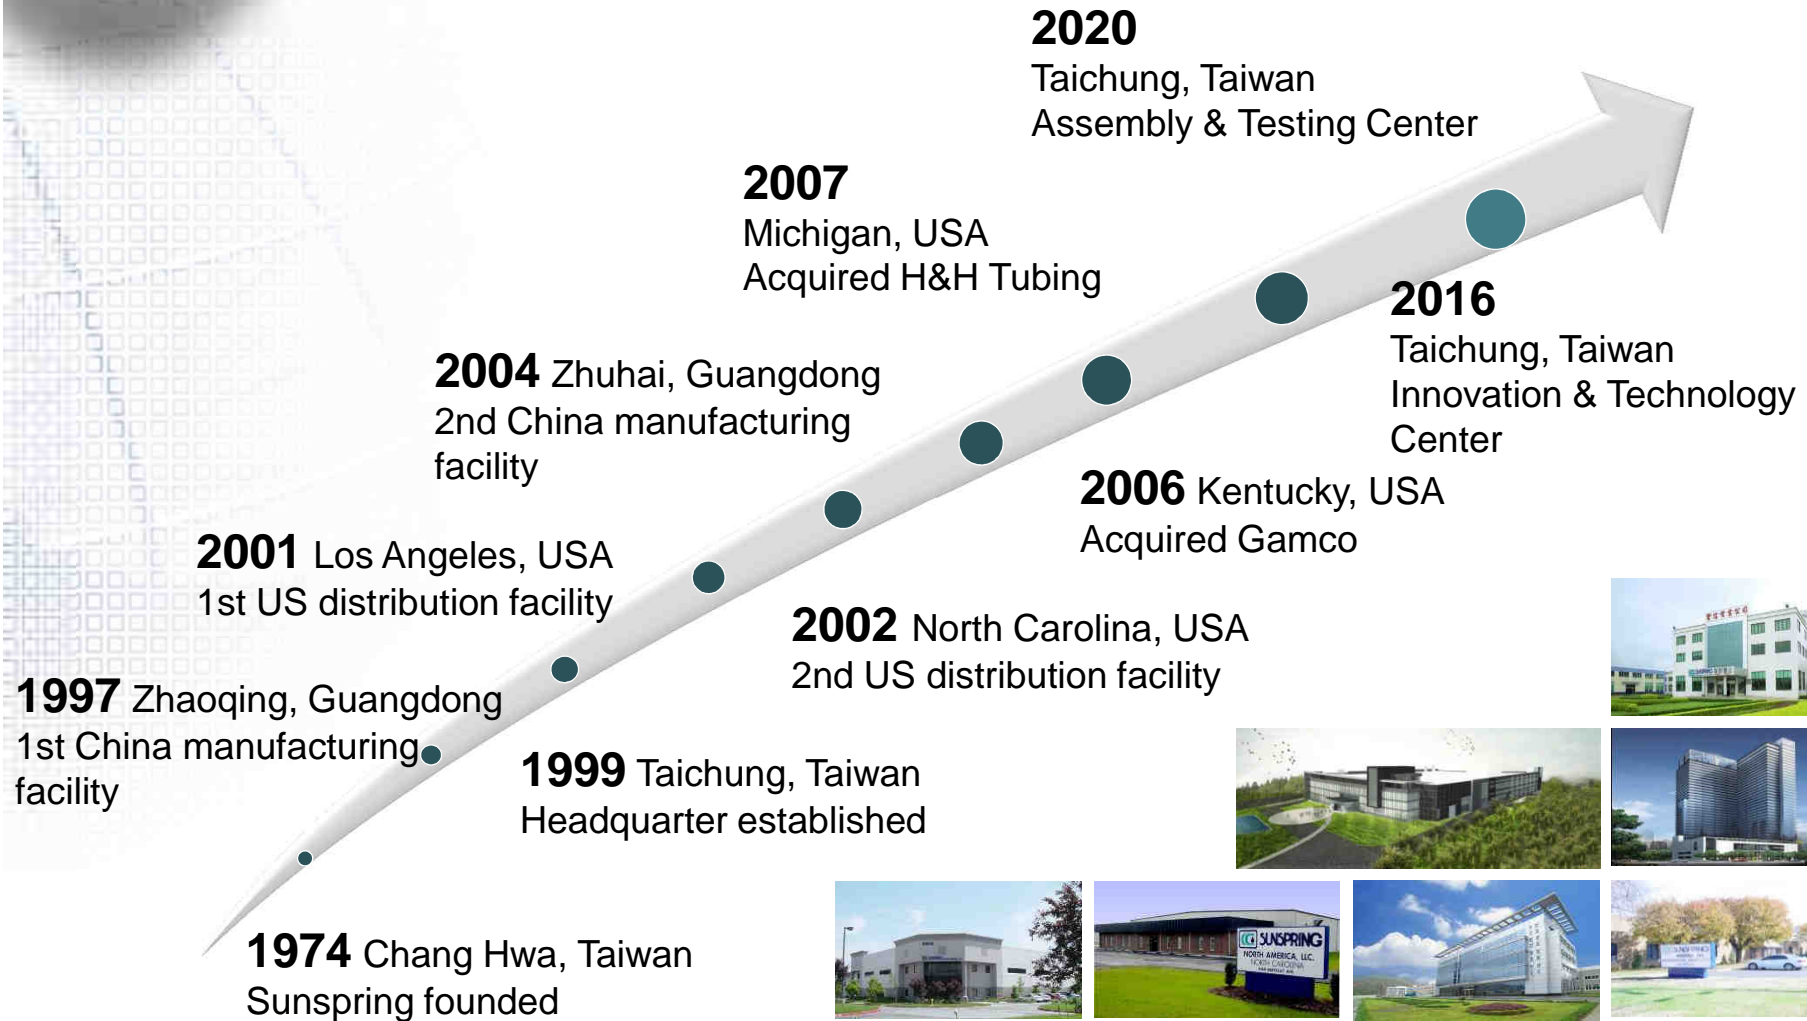 2020
Taichung, Taiwan
Assembly & Testing Center
2007
Michigan, USA
Acquired H&H Tubing
2016
Taichung, Taiwan
Innovation & Technology
Center
2004 Zhuhai, Guangdong
2nd China manufacturing
facility
2006 Kentucky, USA
Acquired Gamco
2001 Los Angeles, USA
1st US distribution facility
2002 North Carolina, USA
2nd US distribution facility
1997 Zhaoqing, Guangdong
1st China manufacturing
facility
1999 Taichung, Taiwan
Headquarter established
1974 Chang Hwa, Taiwan
Sunspring founded
SUNSPRING
NORTH AMERICA, LLC.
NORTH CAROLINA
SUNSPRING